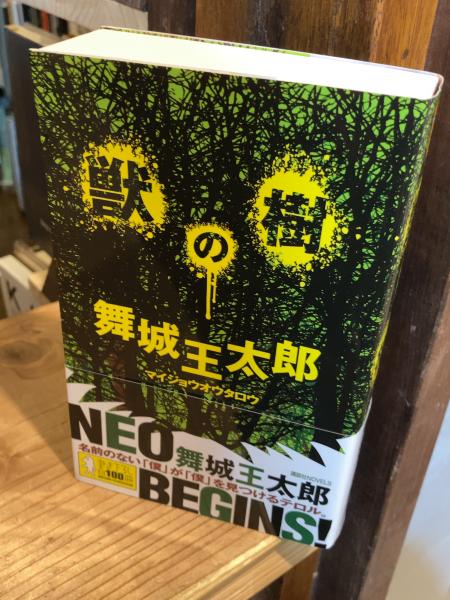 獣の樹
舞城王太郎
マイジョウオウタロウ
NEO
舞城王太郎
講談社NOVELS
名前のない「僕」が「僕」を見つけるテロル。
100
BEGINS!
K